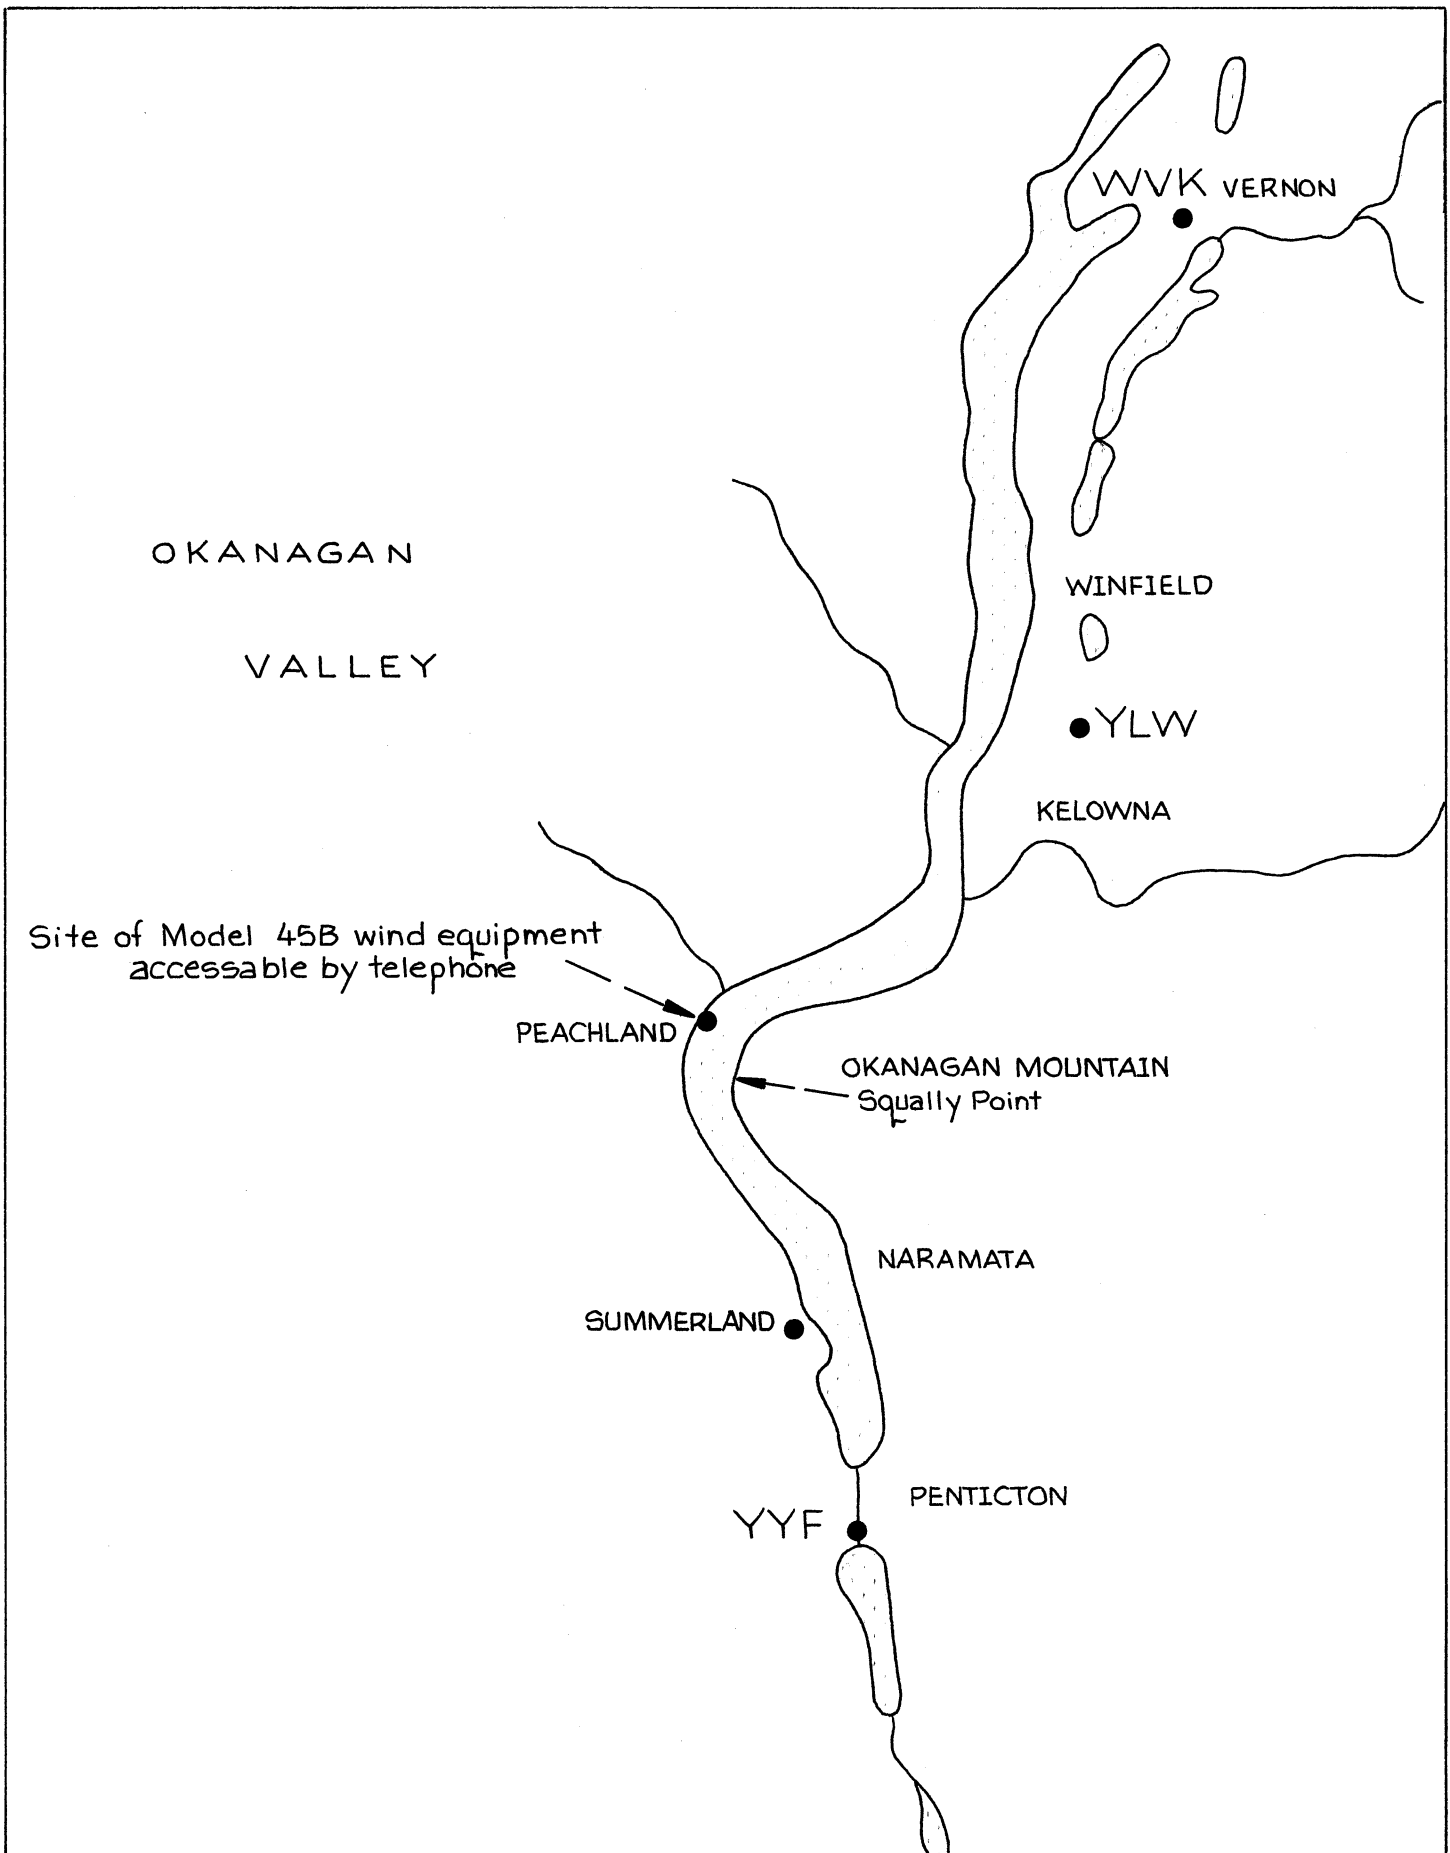 WVK VERNON
OKANAGAN
WINFIELD
VALLEY
YLW
KELOWNA
Site of Model 45B wind equipment
accessable by telephone
PEACHLAND
OKANAGAN MOUNTAIN
Squally Point
NARAMATA
SUMMERLAND
PENTICTON
YYF